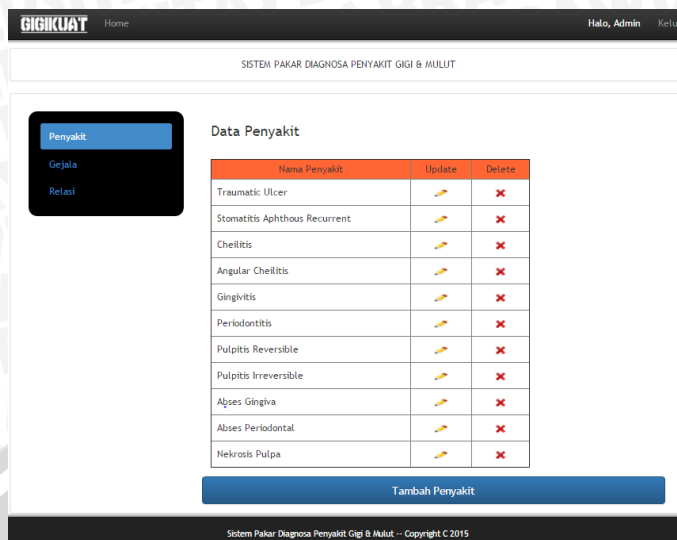 GIGIKUAT Home Halo, Admin Kelu
SISTEM PAKAR DIAGNOSA PENYAKIT GIGI & MULUT
Penyakit
Gejala
Relasi
Data Penyakit
Nama Penyakit Update Delete
Traumatic Ulcer
Stomatitis Aphthous Recurrent
Cheilitis
Angular Cheilitis
Gingivitis
Periodontitis
Pulpitis Reversible
Pulpitis Irreversible
Abses Gingiva
Abses Periodontal
Nekrosis Pulpa
Tambah Penyakit
Sistem Pakar Diagnosa Penyakit Gigi & Mulut -- Copyright C 2015